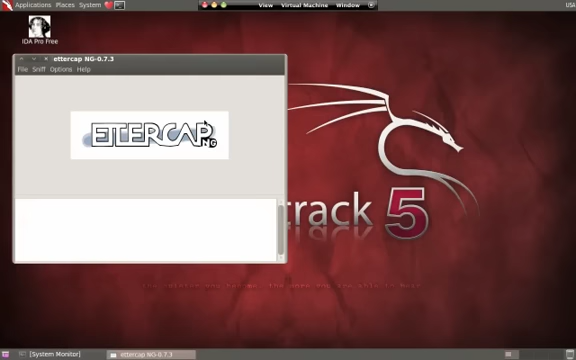 Applications Places System
View Virtual Machine Window
USA
IDA Pro Free
ettercap NG-0.7.3
File Sniff Options Help
ETTERCAP
NG
track 5
[System Monitor]
ettercap NG-0.7.3